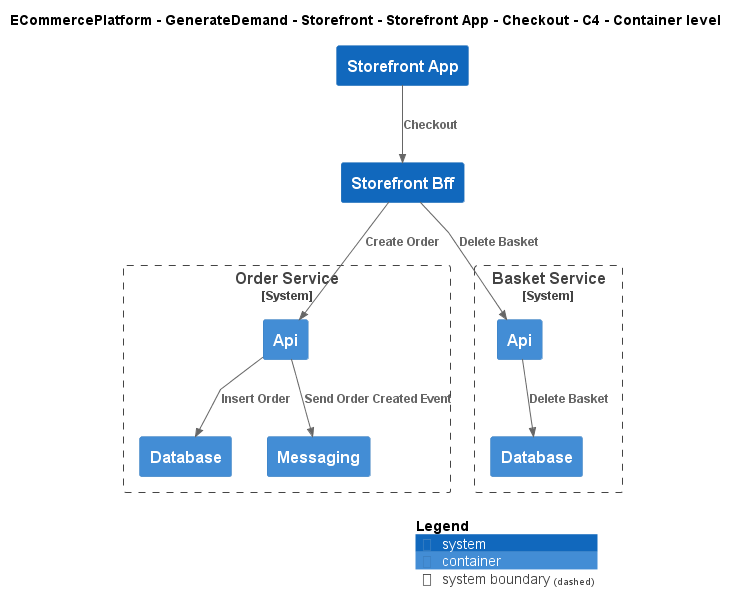 ECommercePlatform - GenerateDemand - Storefront - Storefront App - Checkout - C4 - Container level
Storefront App
Checkout
Storefront Bff
Create Order
Delete Basket
Order Service
[System]
Basket Service
[System]
Api
Api
Insert Order
Send Order Created Event
Delete Basket
Database
Messaging
Database
Legend
system
container
system boundary (dashed)